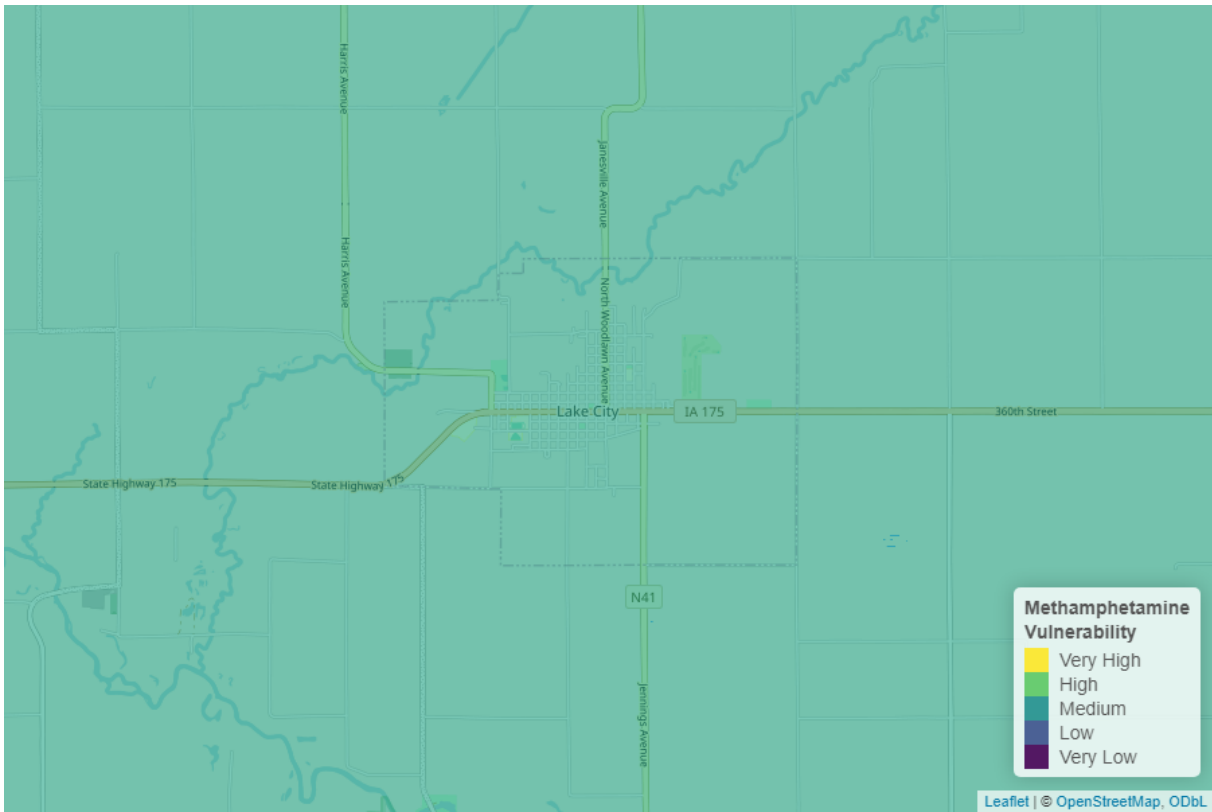 Harris Avenue
Janesville Avenue
Harris Avenue
North Woodlawn Avenue
Lake City
IA 175
360th Street
State Highway 175
State Highway 175
N41
Jennings Avenue
Methamphetamine
Vulnerability
Very High
High
Medium
Low
Very Low
Leaflet | © OpenStreetMap, ODbL